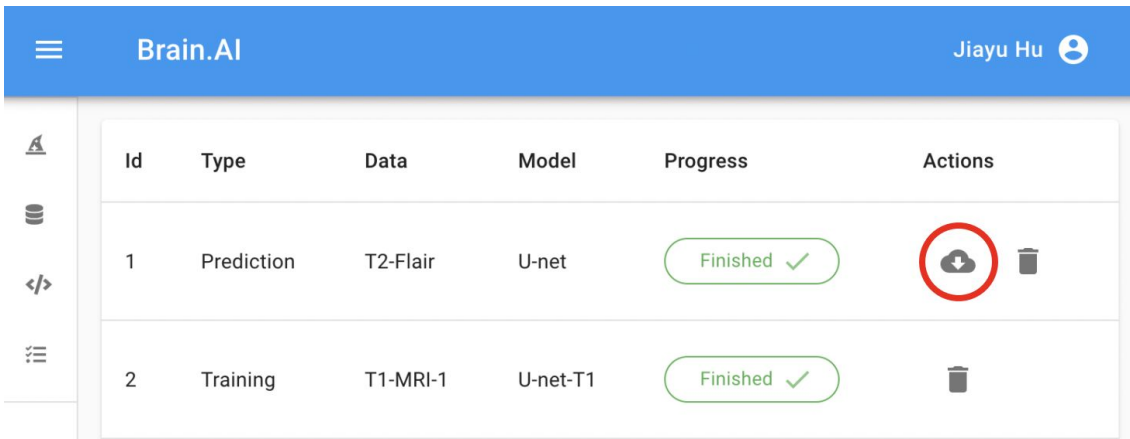 Brain.AI Jiayu Hu
Id Type Data Model Progress Actions
1 Prediction T2-Flair U-net Finished
2 Training T1-MRI-1 U-net-T1 Finished